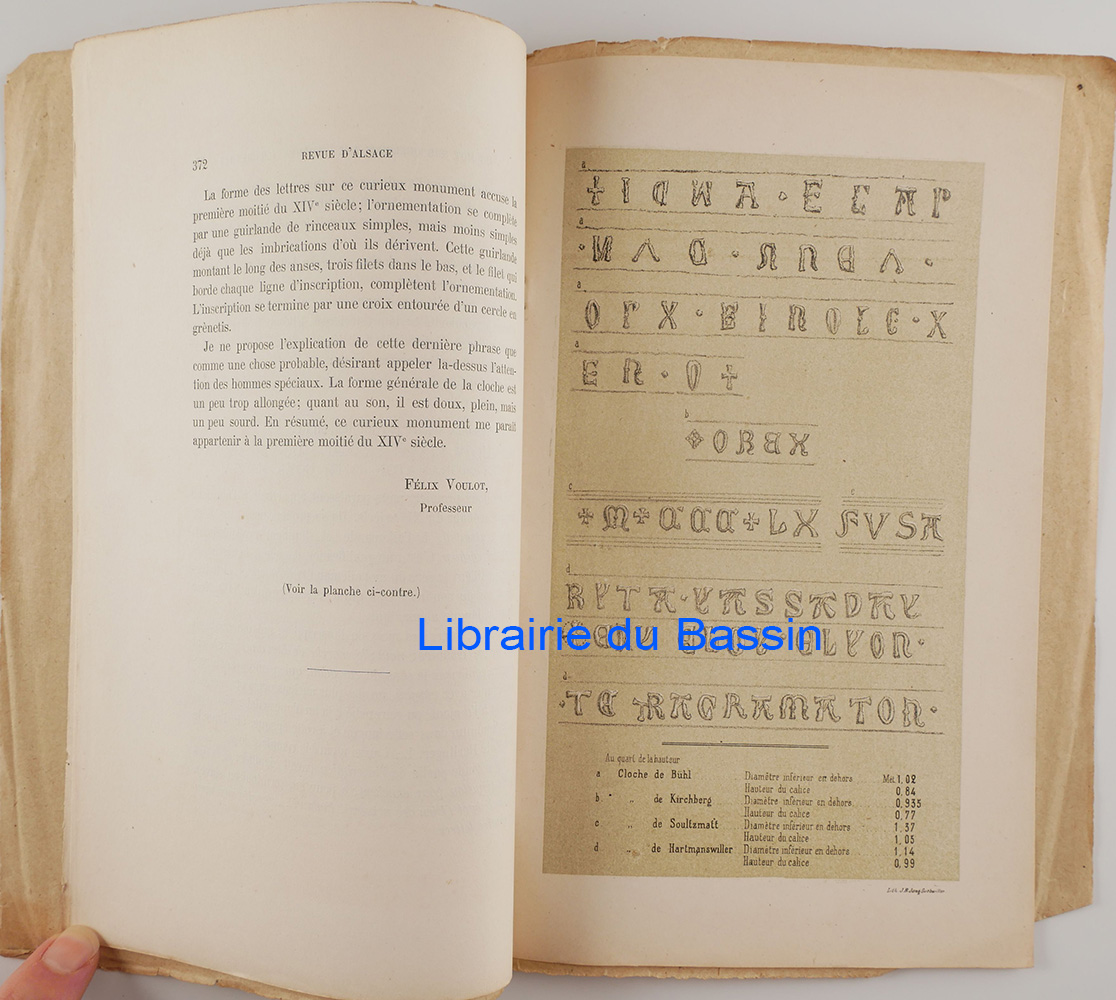 372
REVUE D'ALSACE
La forme des lettres sur ce curieux monument accuse la
première moitié du XIVe siècle; l'ornementation se complète
par une guirlande de rinceaux simples, mais moins simples
déjà que les imbrications d'où ils dérivent. Cette guirlande
montant le long des anses, trois filets dans le bas, et le filet qui
borde chaque ligne d'inscription, complètent l'ornementation.
L'inscription se termine par une croix entourée d'un cercle en
grènetis.
Je ne propose l'explication de cette dernière phrase que
comme une chose probable, désirant appeler la-dessus l'atten-
tion des hommes spéciaux. La forme générale de la cloche est
un peu trop allongée; quant au son, il est doux, plein, mais
un peu sourd. En résumé, ce curieux monument me paraît
appartenir à la première moitié du XIVe siècle.
FÉLIX VOULOT,
Professeur
(Voir la planche ci-contre.)
Librairie du Bassin
a
a
a
a
EN · O +
b
c
+ M + CCC + LX
c
FVSA
d
d
· TE TRAGRAMATON ·
Au quart de la hauteur
a Cloche de Bühl Diamètre inférieur en dehors Met. 1,02
Hauteur du calice 0,84
b " de Kirchberg Diamètre inférieur en dehors 0,935
Hauteur du calice 0,77
c " de Soultzmatt Diamètre inférieur en dehors 1,37
Hauteur du calice 1,05
d " de Hartmanswiller Diamètre inférieur en dehors 1,14
Hauteur du calice 0,99